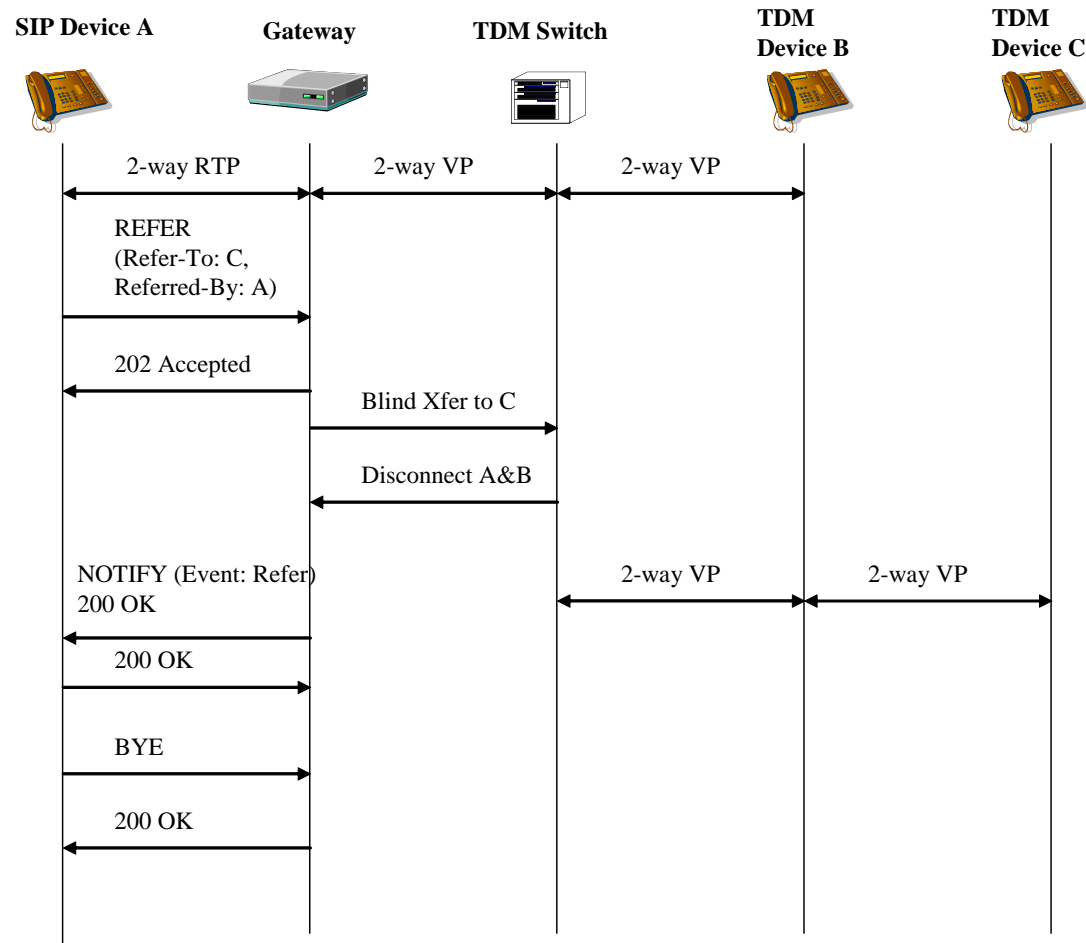 SIP Device A
Gateway
TDM Switch
TDM
Device B
TDM
Device C
2-way RTP
2-way VP
2-way VP
REFER
(Refer-To: C,
Referred-By: A)
202 Accepted
Blind Xfer to C
Disconnect A&B
NOTIFY (Event: Refer)
200 OK
2-way VP
2-way VP
200 OK
BYE
200 OK